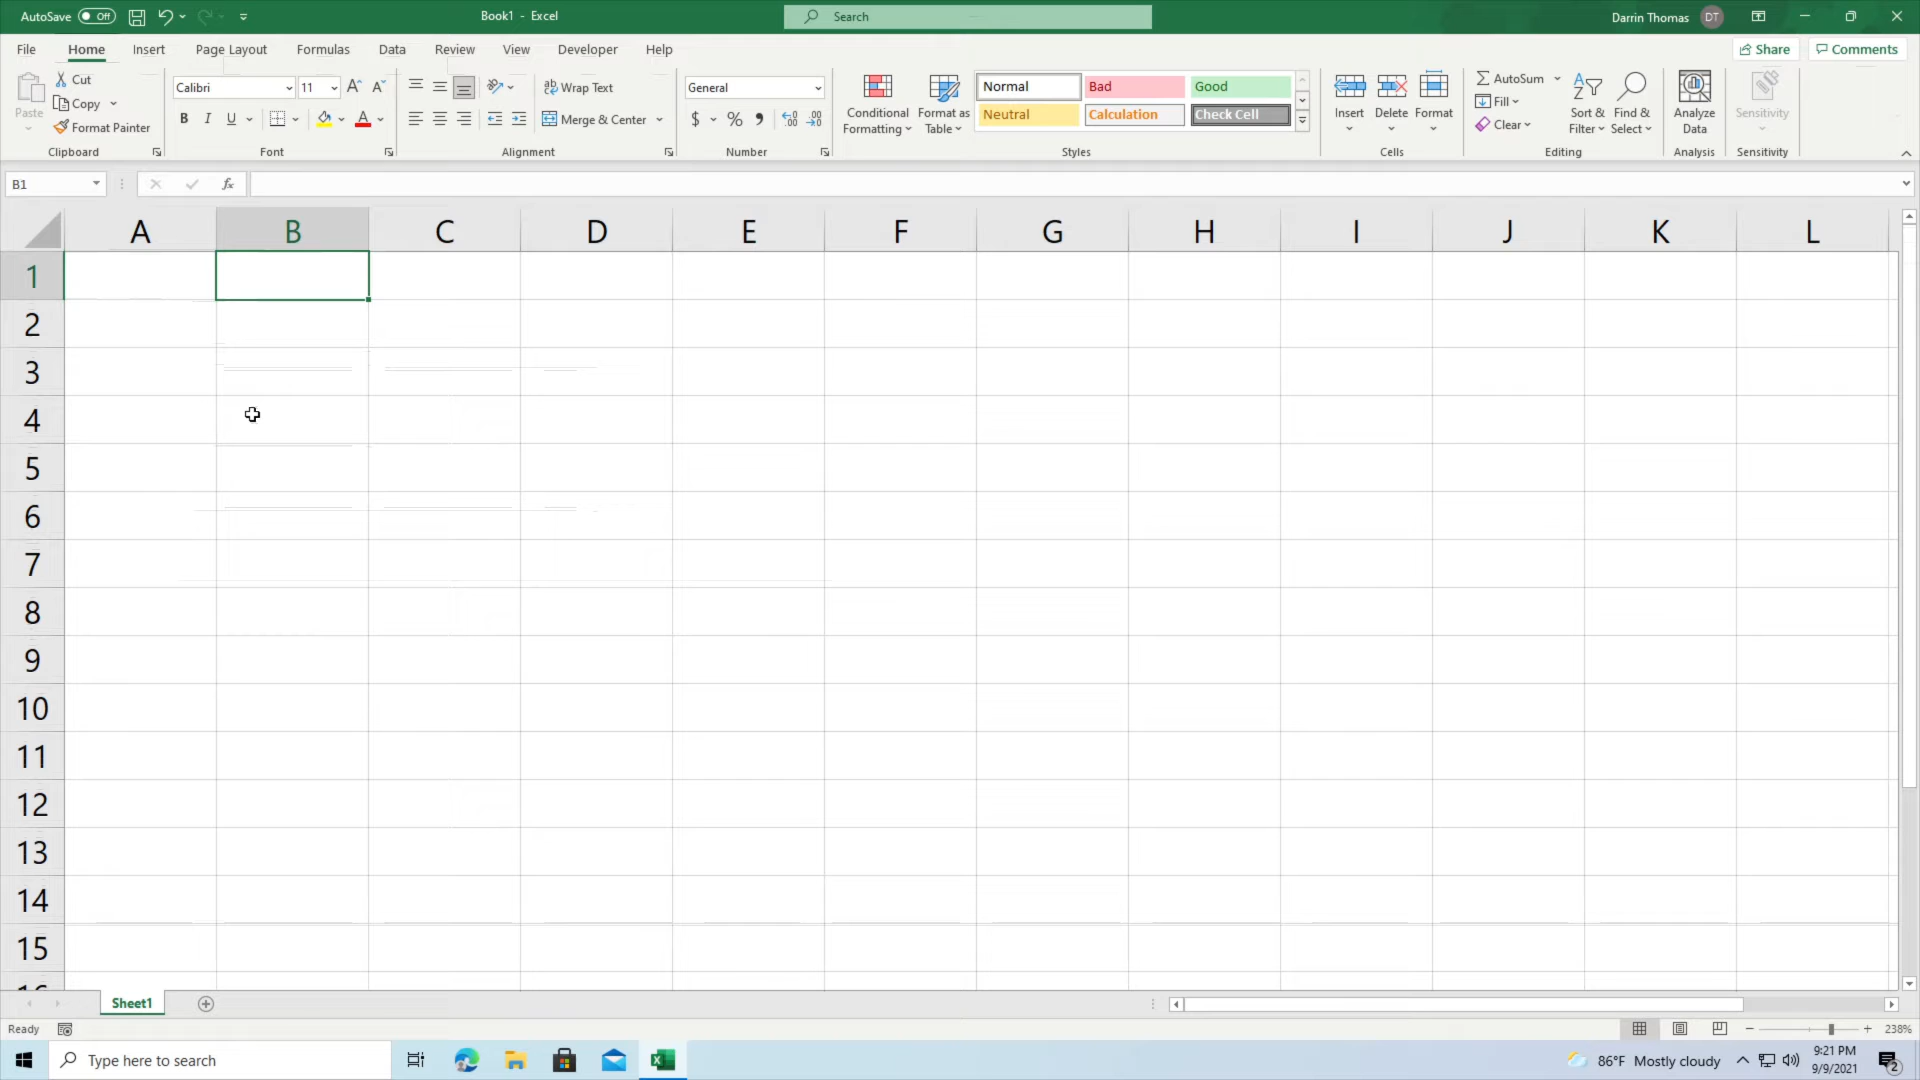 AutoSave Off Book1 - Excel Search Darrin Thomas DT
File Home Insert Page Layout Formulas Data Review View Developer Help Share Comments
Paste
Cut
Copy
Format Painter
Clipboard
Calibri 11
B I U
Font
Wrap Text
Merge & Center
Alignment
General
$ % 9
Number
Conditional Formatting
Format as Table
Normal Bad Good
Neutral Calculation Check Cell
Styles
Insert Delete Format
Cells
AutoSum
Fill
Clear
Sort & Filter
Find & Select
Editing
Analyze Data
Analysis
Sensitivity
Sensitivity
B1 fx
A B C D E F G H I J K L
1
2
3
4
5
6
7
8
9
10
11
12
13
14
15
16
Sheet1
Ready 238%
Type here to search 86°F Mostly cloudy 9:21 PM
9/9/2021 2